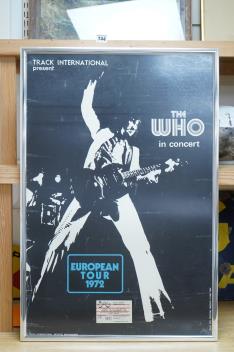 TRACK INTERNATIONAL
present
THE
WHO
in concert
EUROPEAN
TOUR
1972